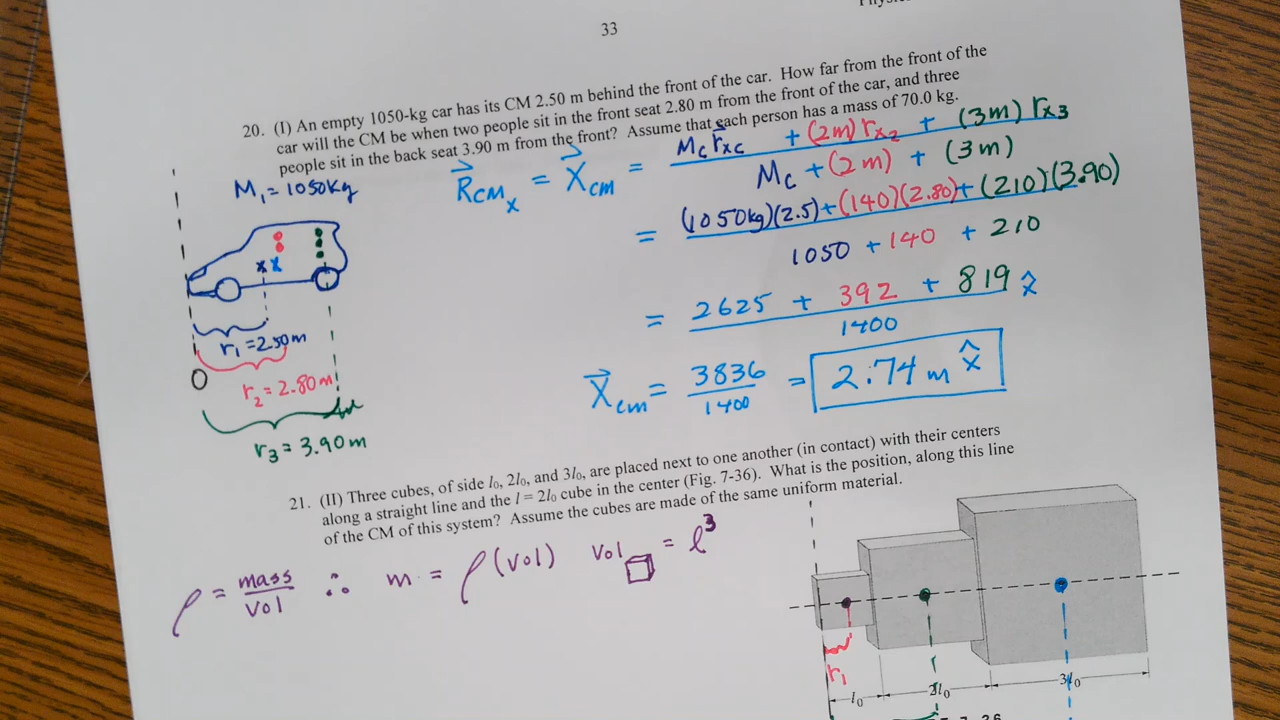 33
20. (I) An empty 1050-kg car has its CM 2.50 m behind the front of the car. How far from the front of the
car will the CM be when two people sit in the front seat 2.80 m from the front of the car, and three
people sit in the back seat 3.90 m from the front? Assume that each person has a mass of 70.0 kg.
M₁ = 1050Kg
R⃗CMₓ = X⃗cm = Mc r⃗xc + (2m) rx2 + (3m) rx3
Mc + (2m) + (3m)
= (1050kg)(2.5) + (140)(2.80) + (210)(3.90)
1050 + 140 + 210
= 2625 + 392 + 819 x̂
1400
X⃗cm = 3836 = 2.74 m x̂
1400
x x
r₁ = 2.50m
O
r₂ = 2.80m
r₃ = 3.90m
21. (II) Three cubes, of side l₀, 2l₀, and 3l₀, are placed next to one another (in contact) with their centers
along a straight line and the l = 2l₀ cube in the center (Fig. 7-36). What is the position, along this line
of the CM of this system? Assume the cubes are made of the same uniform material.
ρ = mass ∴ m = ρ(vol) vol = l³
vol
r₁
l₀ 2l₀ 3l₀